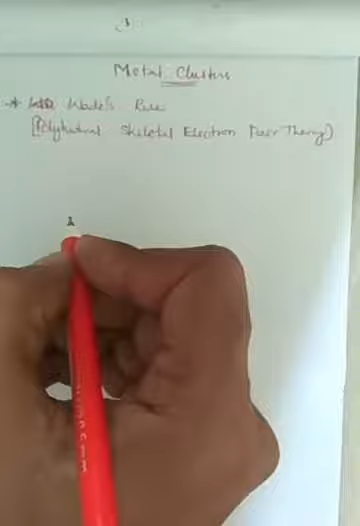 Metal Clusters
* Wade's Rule
(Polyhedral Skeletal Electron Pair Theory)